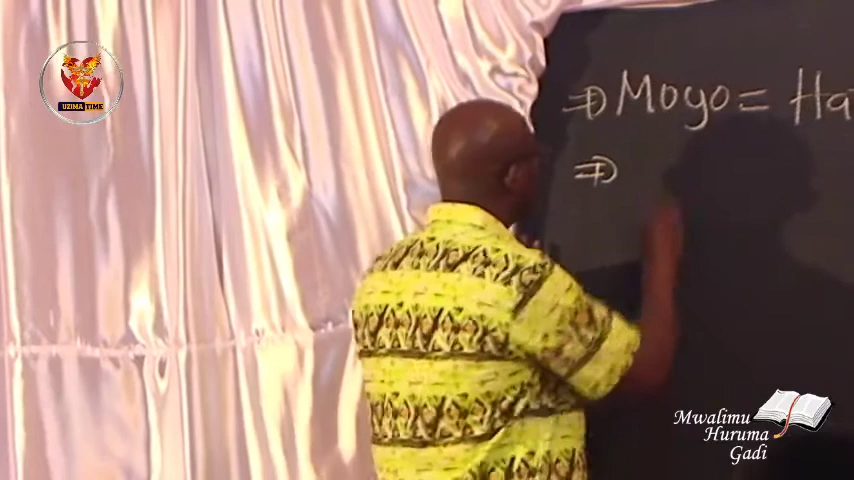 UZIMA TIME
⇒ Moyo = Ha
⇒
Mwalimu
Huruma
Gadi